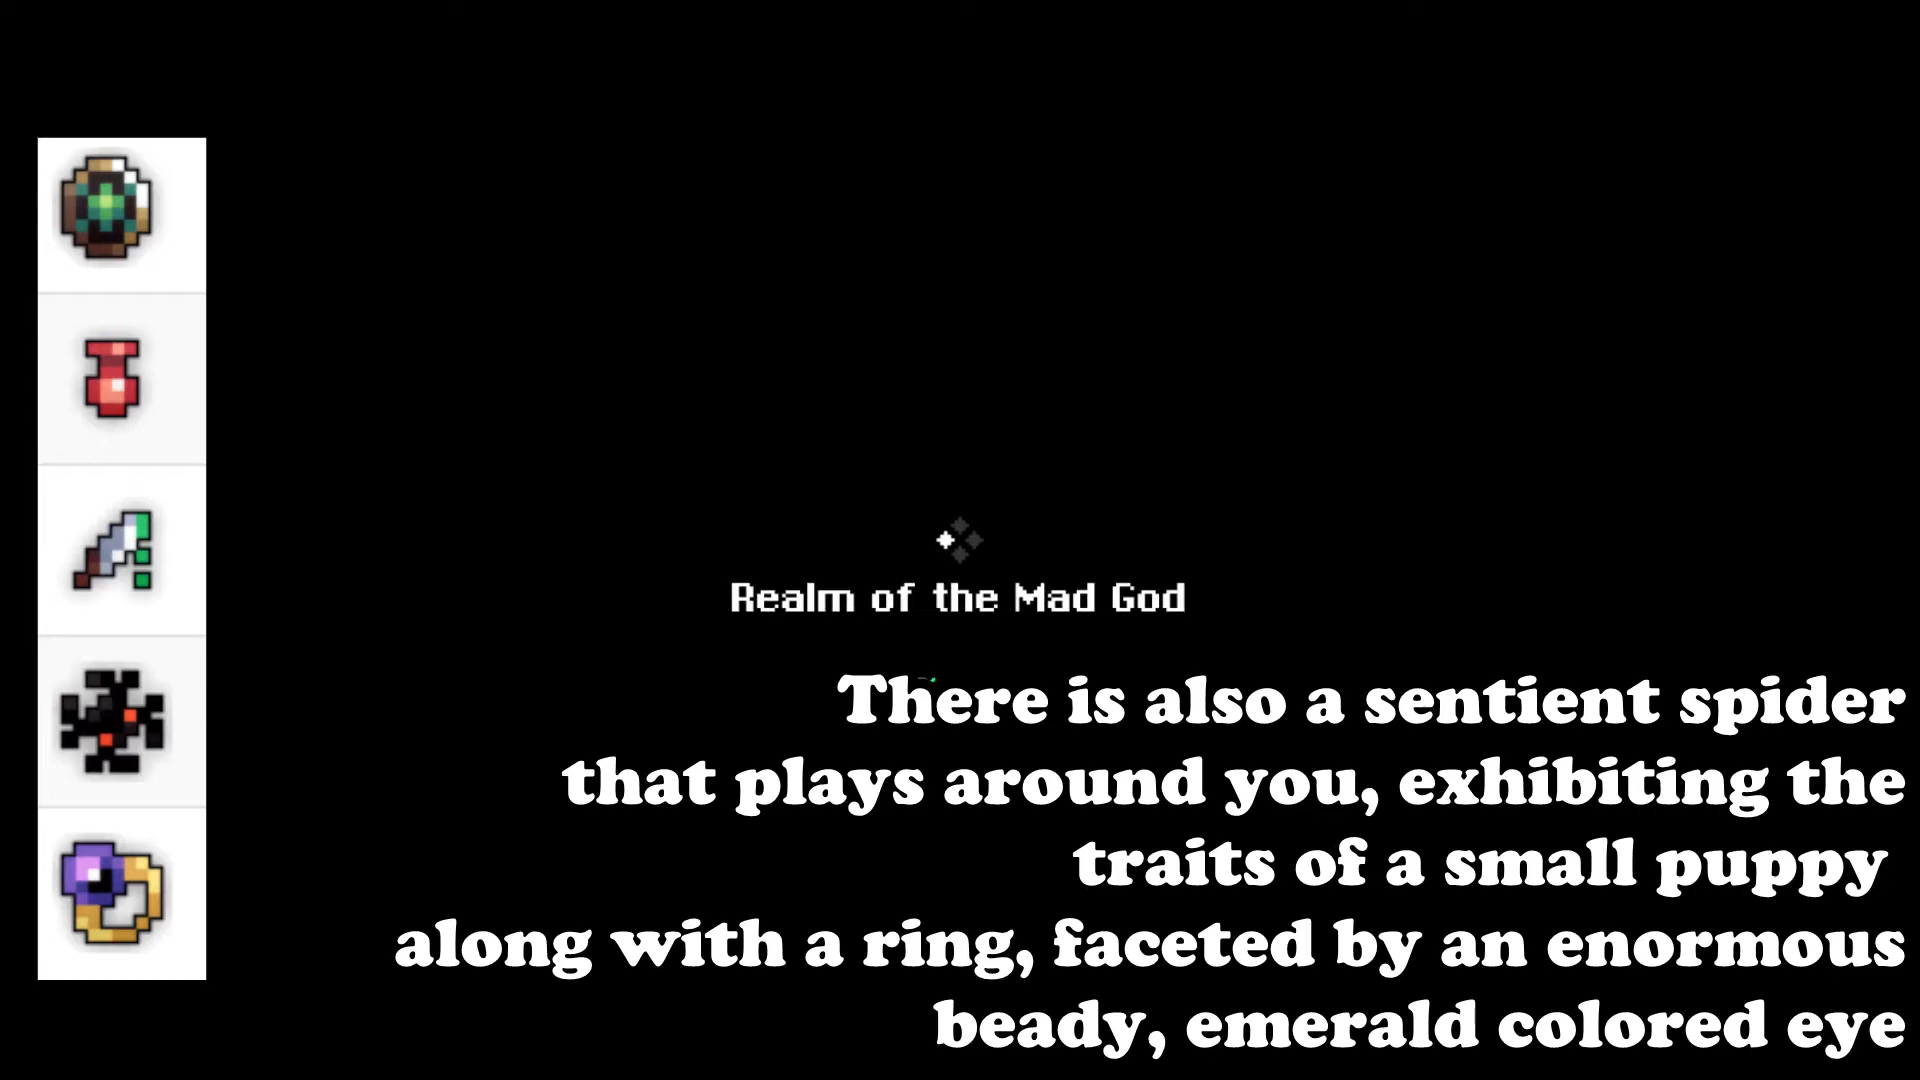 Realm of the Mad God
There is also a sentient spider
that plays around you, exhibiting the
traits of a small puppy
along with a ring, faceted by an enormous
beady, emerald colored eye